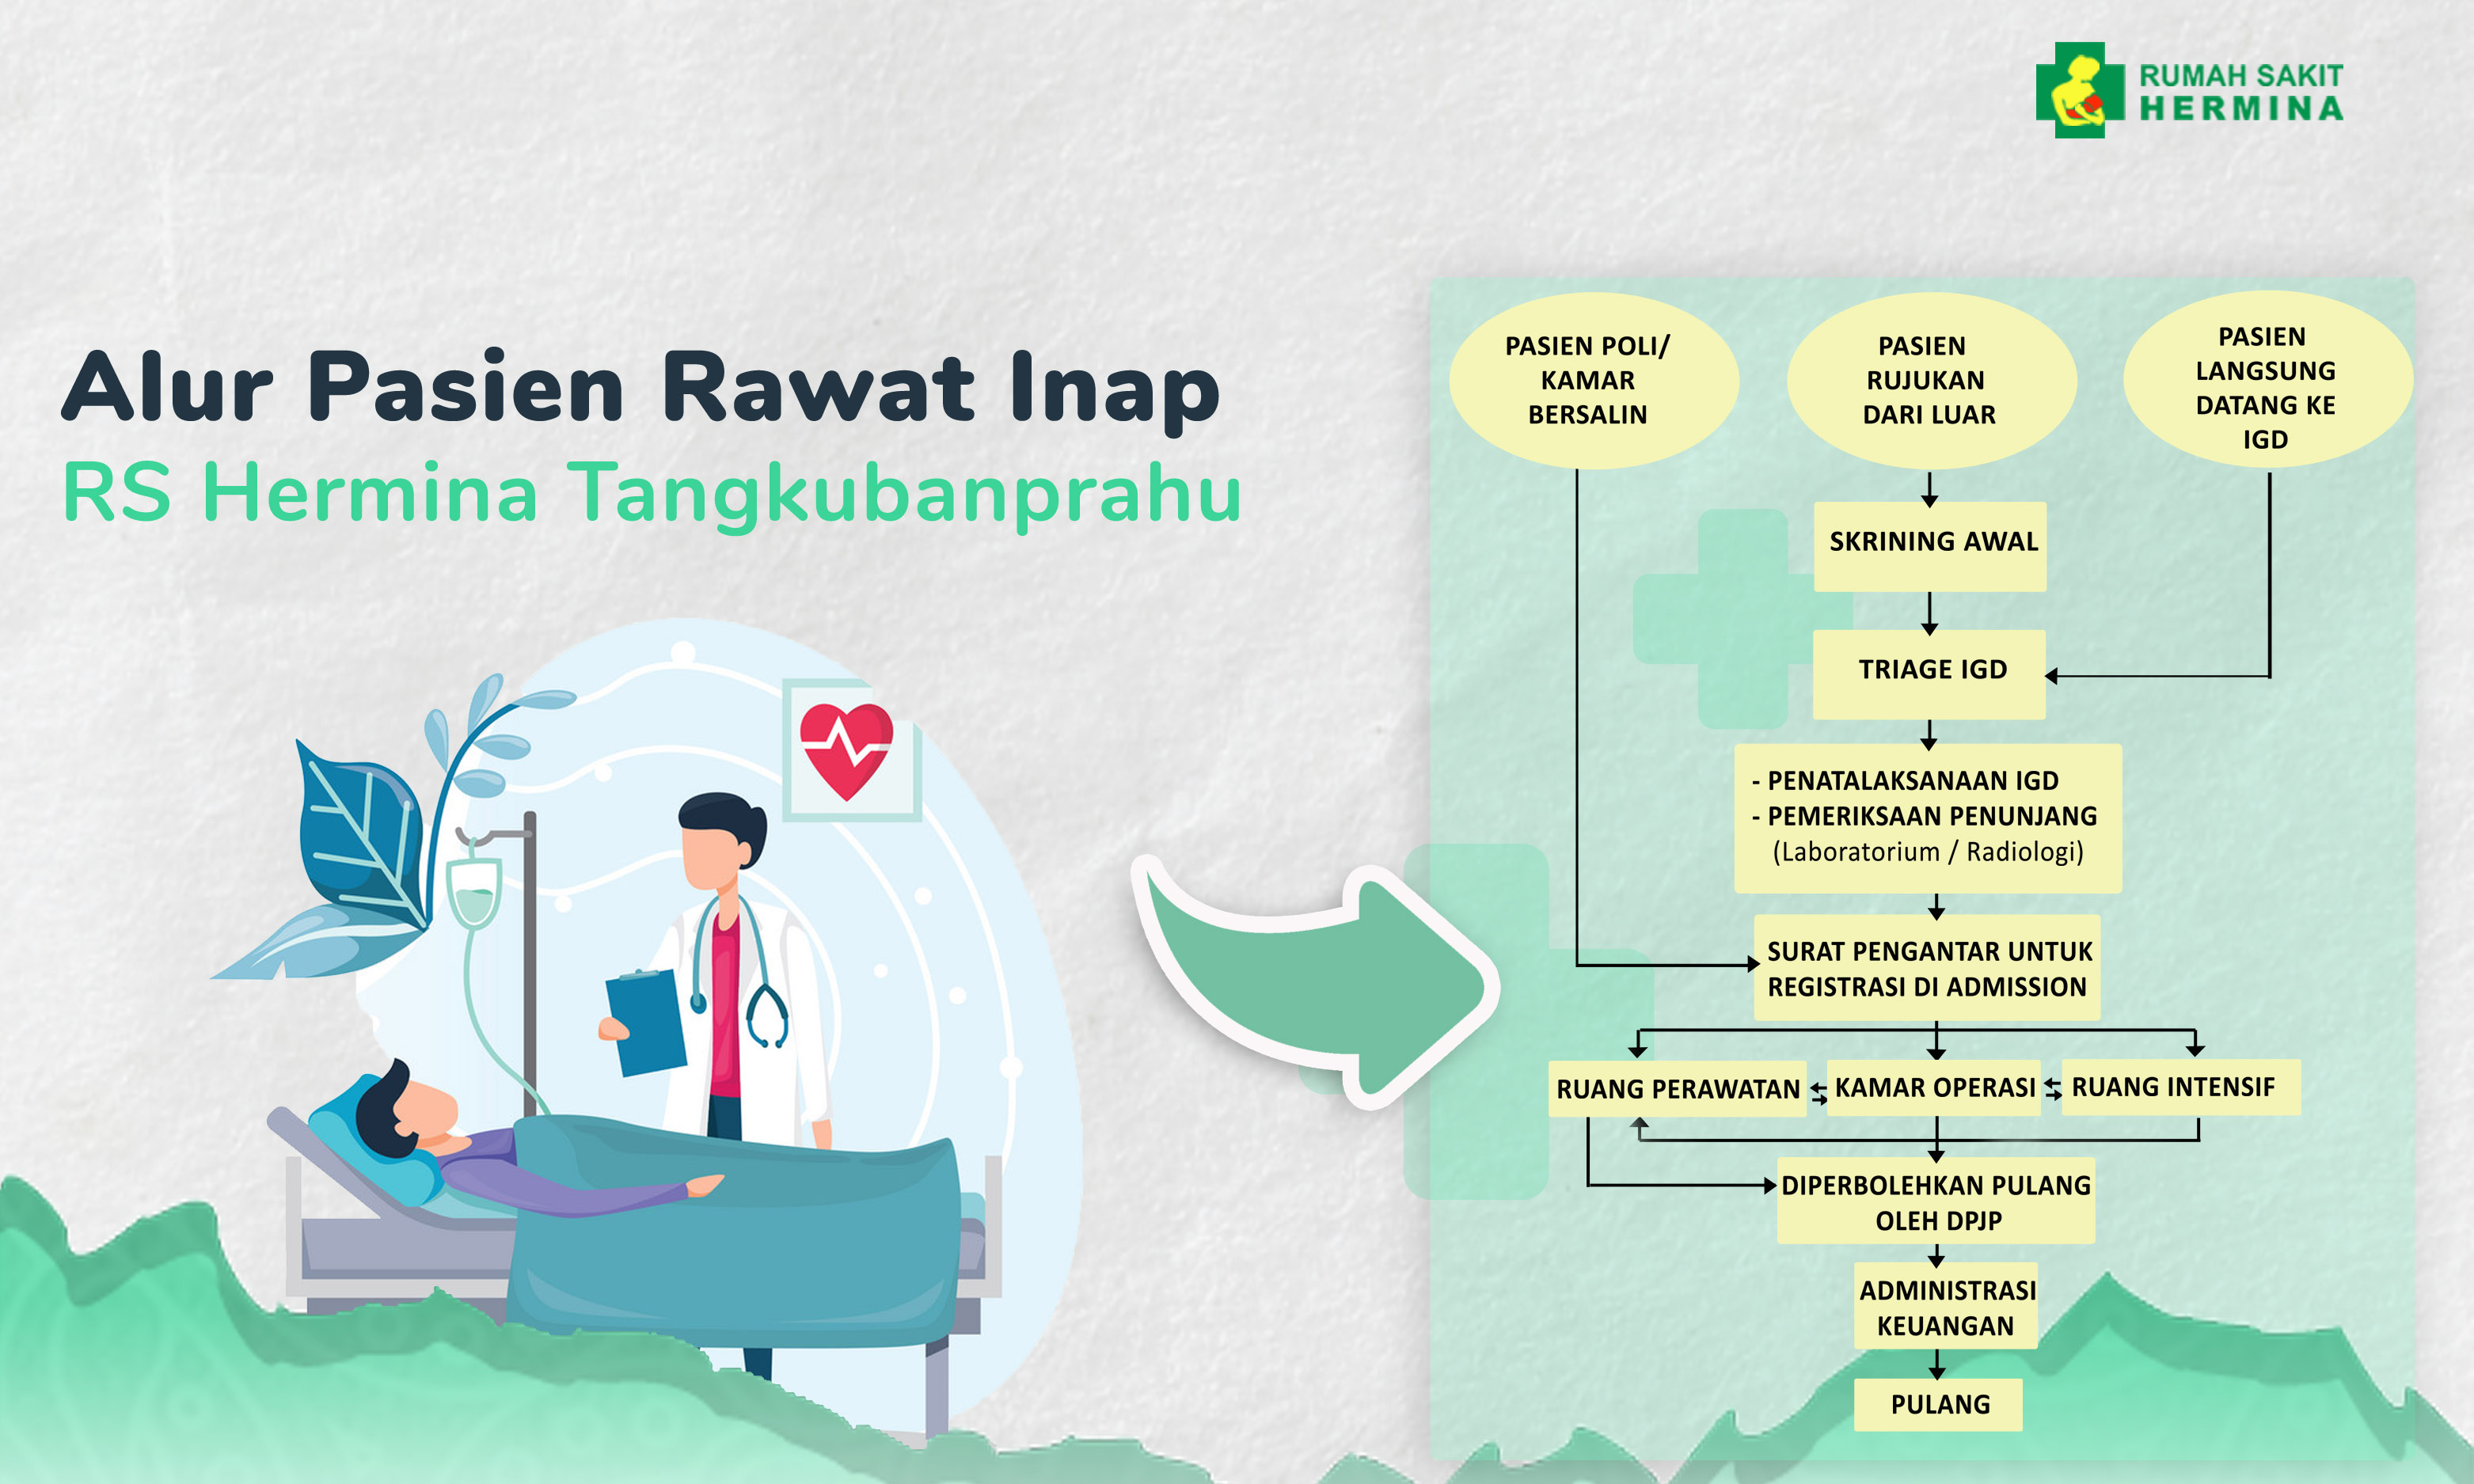 RUMAH SAKIT
HERMINA
Alur Pasien Rawat Inap
RS Hermina Tangkubanprahu
PASIEN POLI/
KAMAR
BERSALIN
PASIEN
RUJUKAN
DARI LUAR
PASIEN
LANGSUNG
DATANG KE
IGD
SKRINING AWAL
TRIAGE IGD
- PENATALAKSANAAN IGD
- PEMERIKSAAN PENUNJANG
(Laboratorium / Radiologi)
SURAT PENGANTAR UNTUK
REGISTRASI DI ADMISSION
RUANG PERAWATAN
KAMAR OPERASI
RUANG INTENSIF
DIPERBOLEHKAN PULANG
OLEH DPJP
ADMINISTRASI
KEUANGAN
PULANG